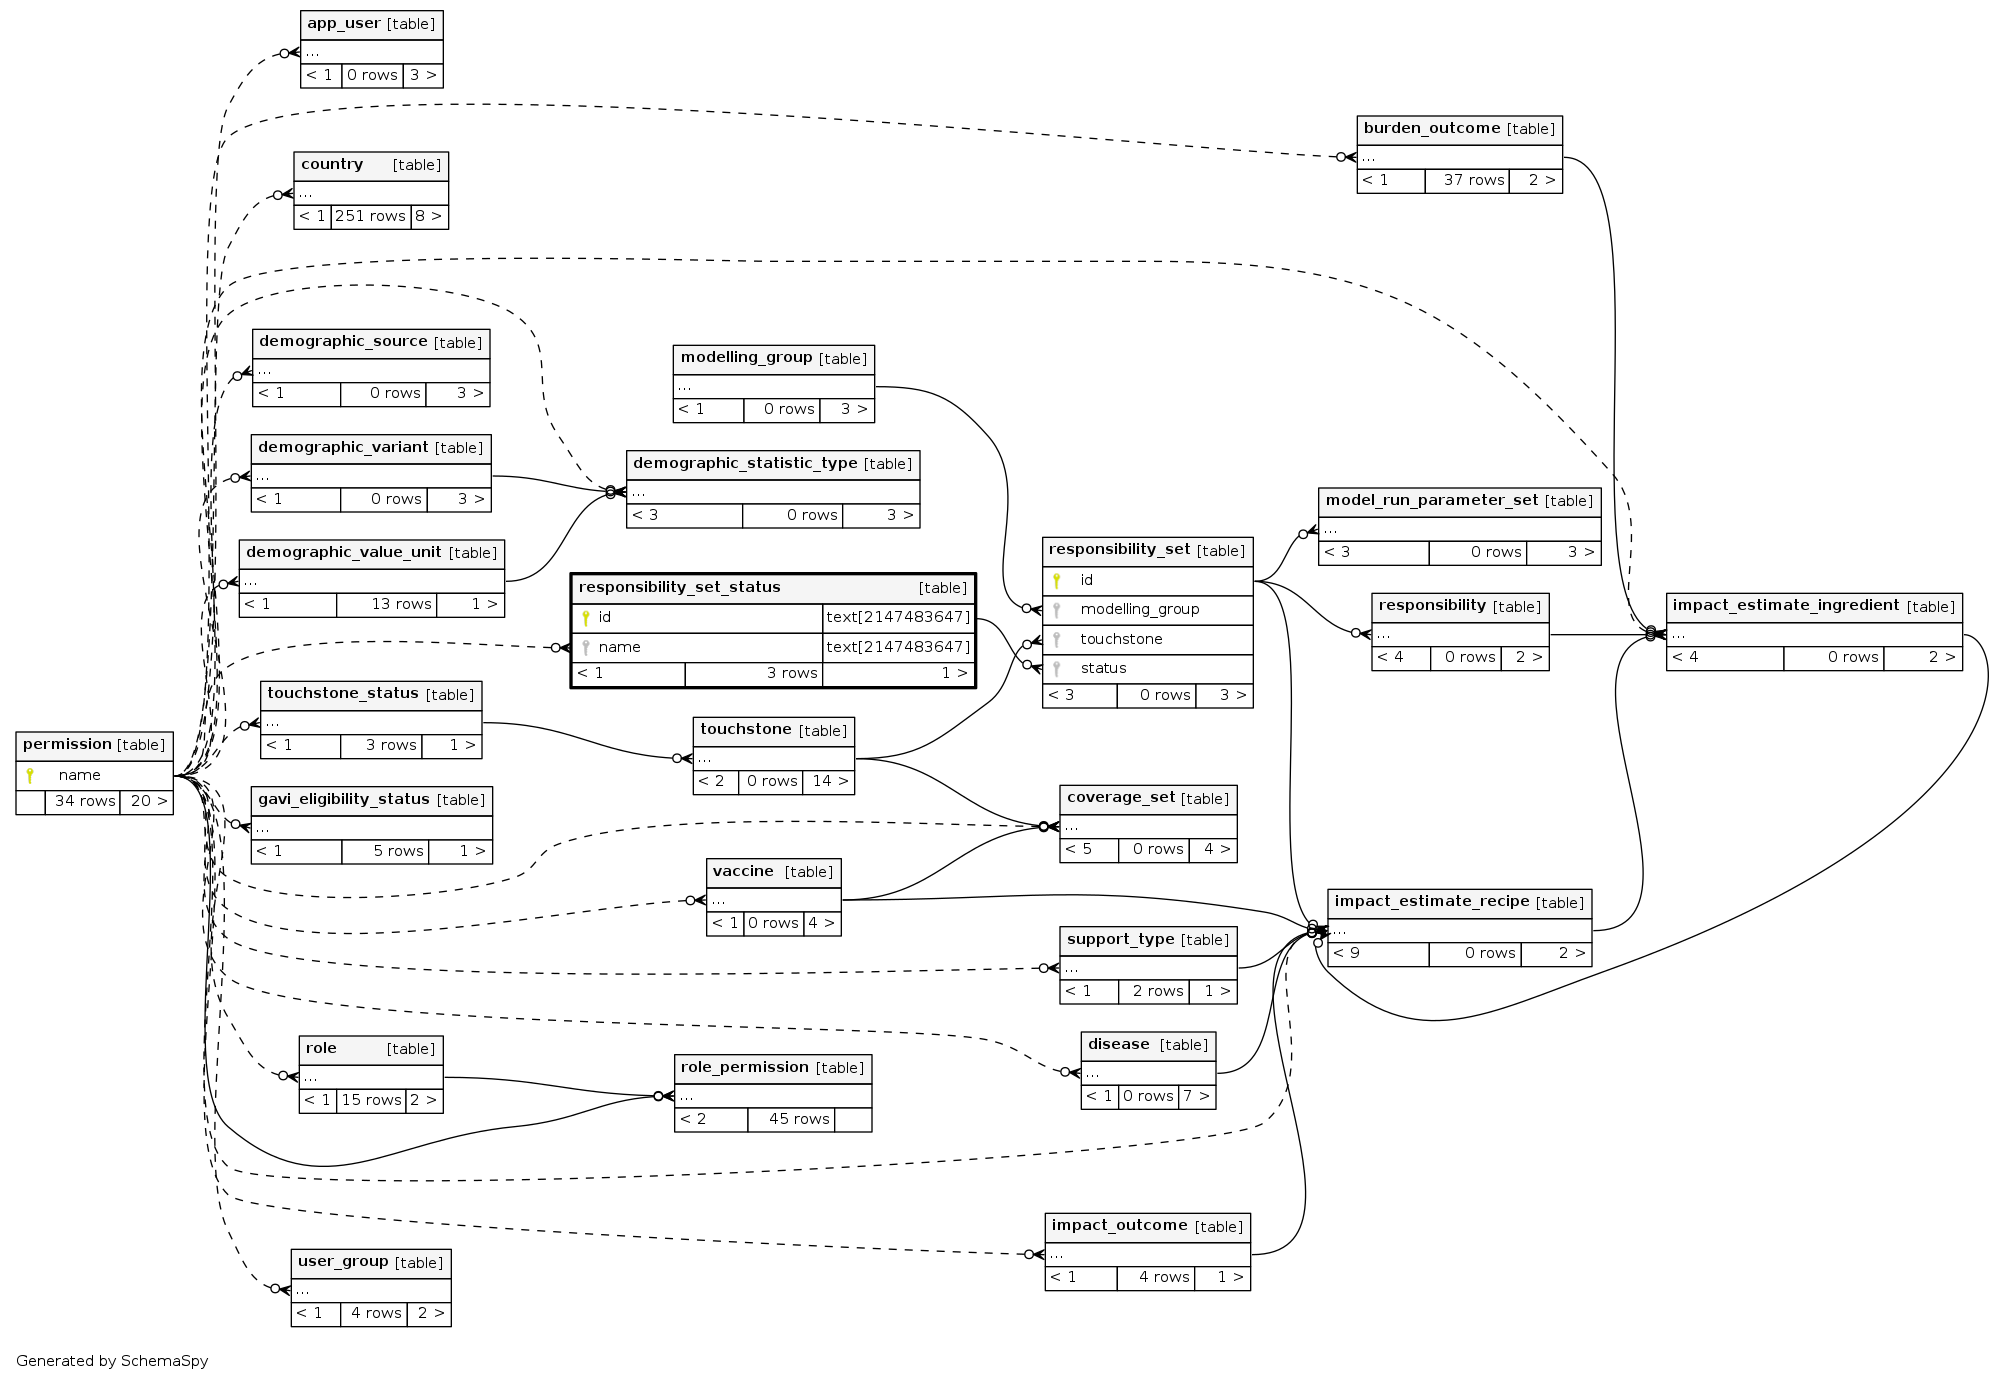 app_user [table]
...
< 1 0 rows 3 >
burden_outcome [table]
...
< 1 37 rows 2 >
country [table]
...
< 1 251 rows 8 >
demographic_source [table]
...
< 1 0 rows 3 >
modelling_group [table]
...
< 1 0 rows 3 >
demographic_variant [table]
...
< 1 0 rows 3 >
demographic_statistic_type [table]
...
< 3 0 rows 3 >
model_run_parameter_set [table]
...
< 3 0 rows 3 >
demographic_value_unit [table]
...
< 1 13 rows 1 >
responsibility_set_status [table]
id text[2147483647]
name text[2147483647]
< 1 3 rows 1 >
responsibility_set [table]
id
modelling_group
touchstone
status
< 3 0 rows 3 >
responsibility [table]
...
< 4 0 rows 2 >
impact_estimate_ingredient [table]
...
< 4 0 rows 2 >
touchstone_status [table]
...
< 1 3 rows 1 >
permission [table]
name
34 rows 20 >
touchstone [table]
...
< 2 0 rows 14 >
gavi_eligibility_status [table]
...
< 1 5 rows 1 >
coverage_set [table]
...
< 5 0 rows 4 >
vaccine [table]
...
< 1 0 rows 4 >
impact_estimate_recipe [table]
...
< 9 0 rows 2 >
support_type [table]
...
< 1 2 rows 1 >
role [table]
...
< 1 15 rows 2 >
role_permission [table]
...
< 2 45 rows
disease [table]
...
< 1 0 rows 7 >
impact_outcome [table]
...
< 1 4 rows 1 >
user_group [table]
...
< 1 4 rows 2 >
Generated by SchemaSpy